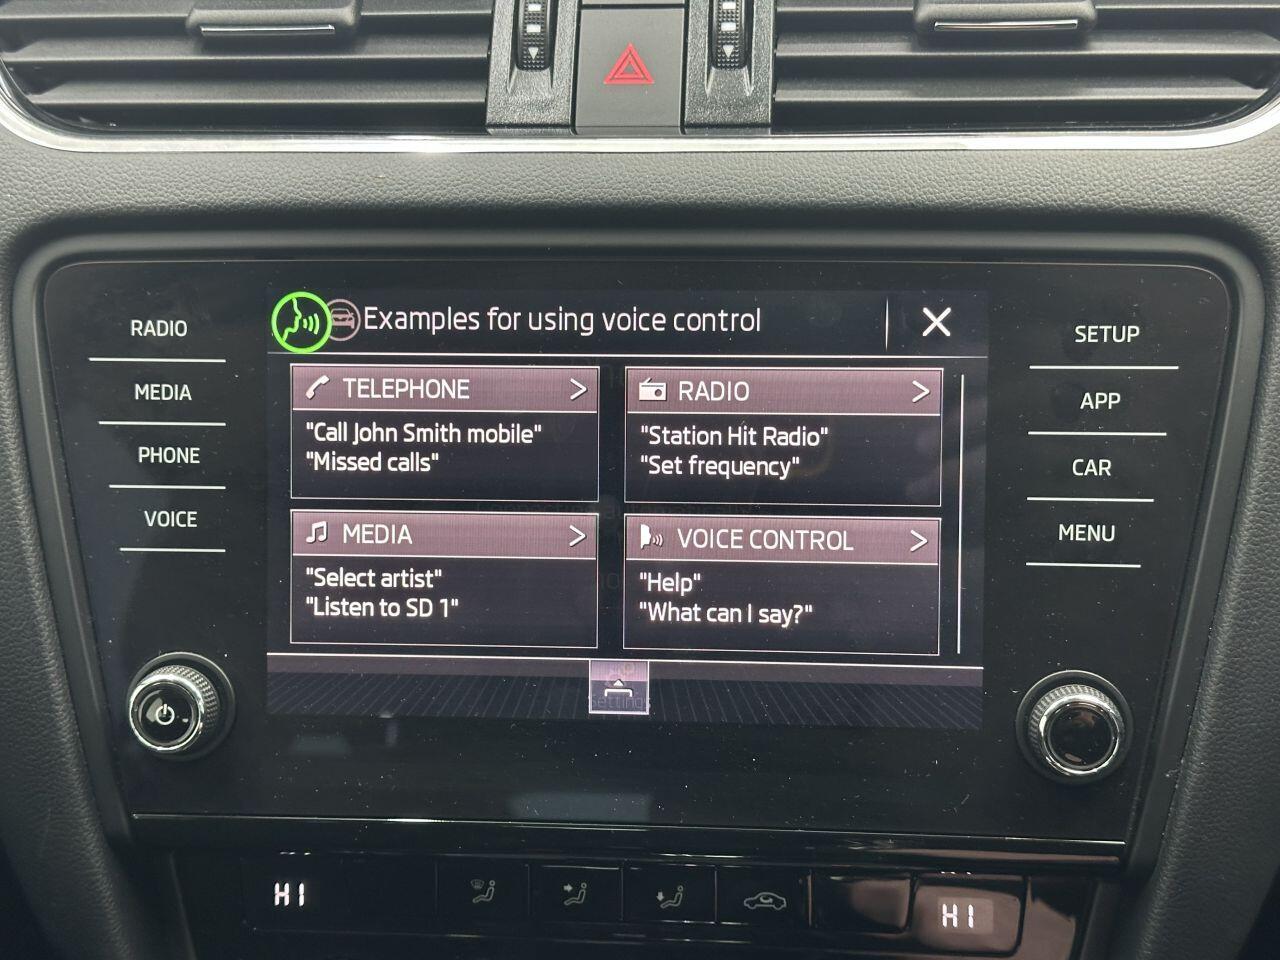 Examples for using voice control
RADIO
MEDIA
PHONE
VOICE
TELEPHONE
"Call John Smith mobile"
"Missed calls"
RADIO
"Station Hit Radio"
"Set frequency"
MEDIA
"Select artist"
"Listen to SD 1"
VOICE CONTROL
"Help"
"What can I say?"
Settings
SETUP
APP
CAR
MENU
HI
HI